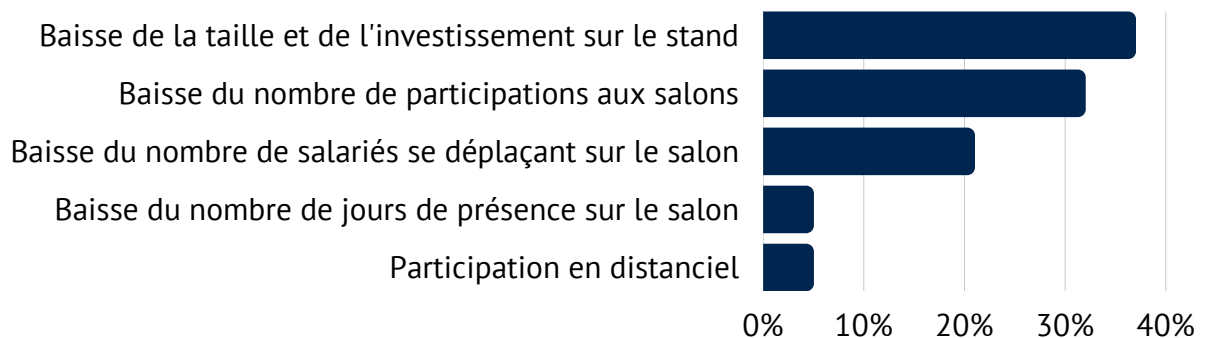 Baisse de la taille et de l'investissement sur le stand
Baisse du nombre de participations aux salons
Baisse du nombre de salariés se déplaçant sur le salon
Baisse du nombre de jours de présence sur le salon
Participation en distanciel
0% 10% 20% 30% 40%